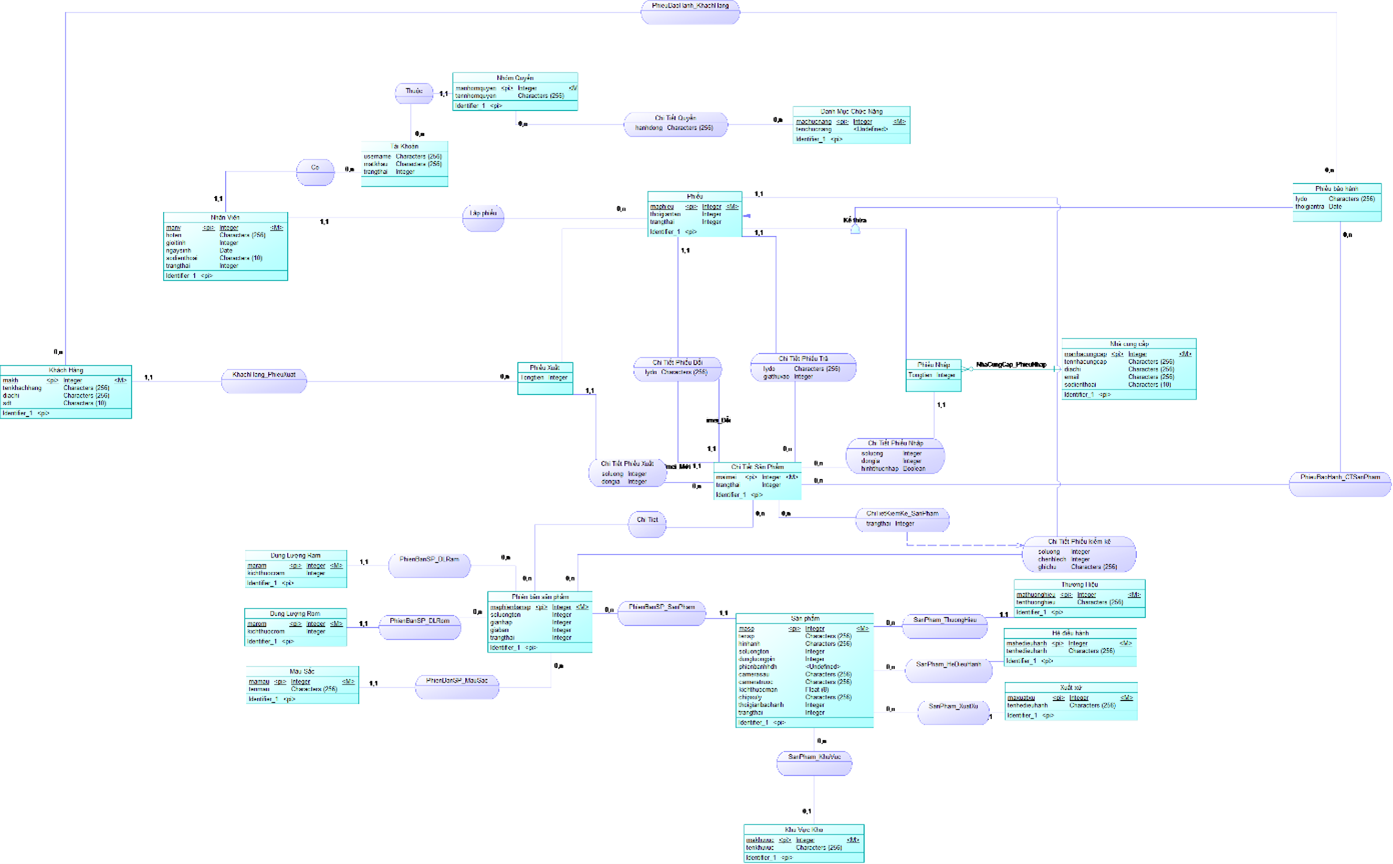 PhieuBaoHanh_KhachHang
Nhóm Quyền
manhomquyen <pi> Integer <M
tennhomquyen Characters (256)
Identifier_1 <pi>
Thuộc
1,1
0,n
Chi Tiết Quyền
hanhdong Characters (256)
0,n
0,n
Danh Mục Chức Năng
machucnang <pi> Integer <M>
tenchucnang <Undefined>
Identifier_1 <pi>
Tài Khoản
username Characters (256)
matkhau Characters (256)
trangthai Integer
Co
0,n
1,1
Nhân Viên
manv <pi> Integer <M>
hoten Characters (256)
gioitinh Integer
ngaysinh Date
sodienthoai Characters (10)
trangthai Integer
Identifier_1 <pi>
1,1
Lập phiếu
0,n
Phiếu
maphieu <pi> Integer <M>
thoigiantao Integer
trangthai Integer
Identifier_1 <pi>
1,1
1,1
1,1
Kế thừa
0,n
Phiếu bảo hành
lydo Characters (256)
thoigiantra Date
0,n
0,n
Khách Hàng
makh <pi> Integer <M>
tenkhachhang Characters (256)
diachi Characters (256)
sdt Characters (10)
Identifier_1 <pi>
1,1
KhachHang_PhieuXuat
0,n
Phiếu Xuất
Tongtien Integer
1,1
Chi Tiết Phiếu Đổi
lydo Characters (256)
Chi Tiết Phiếu Trả
lydo Characters (256)
giathuvao Integer
Phiếu Nhập
Tongtien Integer
NhaCungCap_PhieuNhap
Nhà cung cấp
manhacungcap <pi> Integer <M>
tennhacungcap Characters (256)
diachi Characters (256)
email Characters (256)
sodienthoai Characters (10)
Identifier_1 <pi>
1,1
imei_Đổi
1,1
0,n
Chi Tiết Phiếu Nhập
soluong Integer
dongia Integer
hinhthucnhap Boolean
0,n
Chi Tiết Phiếu Xuất
soluong Integer
dongia Integer
imei_Mới 1,1
0,n
Chi Tiết Sản Phẩm
maimei <pi> Integer <M>
trangthai Integer
Identifier_1 <pi>
0,n
PhieuBaoHanh_CTSanPham
0,n
0,n
Chi Tiết
ChiTietKiemKe_SanPham
trangthai Integer
Chi Tiết Phiếu kiểm kê
soluong Integer
chenhlech Integer
ghichu Characters (256)
Dung Lượng Ram
maram <pi> Integer <M>
kichthuocram Integer
Identifier_1 <pi>
1,1
PhienBanSP_DLRam
0,n
0,n
0,n
Dung Lượng Rom
marom <pi> Integer <M>
kichthuocrom Integer
Identifier_1 <pi>
1,1
PhienBanSP_DLRom
0,n
Phiên bản sản phẩm
maphienbansp <pi> Integer <M>
soluongton Integer
gianhap Integer
giaban Integer
trangthai Integer
Identifier_1 <pi>
0,n
PhienBanSP_SanPham
1,1
Màu Sắc
mamau <pi> Integer <M>
tenmau Characters (256)
Identifier_1 <pi>
1,1
PhienBanSP_MauSac
0,n
Sản phẩm
masp <pi> Integer <M>
tensp Characters (256)
hinhanh Characters (256)
soluongton Integer
dungluongpin Integer
phienbanhdh <Undefined>
camerasau Characters (256)
cameratruoc Characters (256)
kichthuocman Float (8)
chipxuly Characters (256)
thoigianbaohanh Integer
trangthai Integer
Identifier_1 <pi>
0,n
SanPham_ThuongHieu
1,1
Thương Hiệu
mathuonghieu <pi> Integer <M>
tenthuonghieu Characters (256)
Identifier_1 <pi>
0,n
SanPham_HeDieuHanh
Hệ điều hành
mahedieuhanh <pi> Integer <M>
tenhedieuhanh Characters (256)
Identifier_1 <pi>
0,n
SanPham_XuatXu
,1
Xuất xứ
maxuatxu <pi> Integer <M>
tenhedieuhanh Characters (256)
Identifier_1 <pi>
0,n
SanPham_KhuVuc
0,1
Khu Vực Kho
makhuvuc <pi> Integer <M>
tenkhuvuc Characters (256)
Identifier_1 <pi>